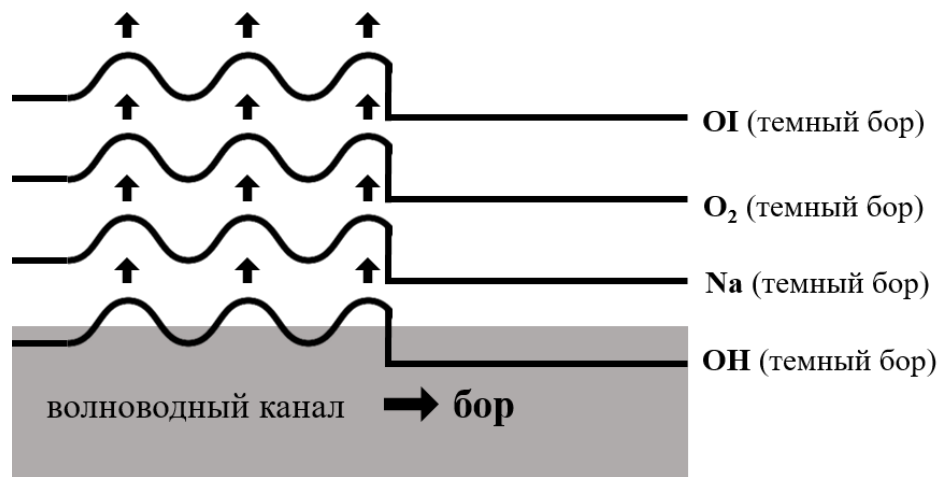 OI (темный бор)
O₂ (темный бор)
Na (темный бор)
OH (темный бор)
волноводный канал бор